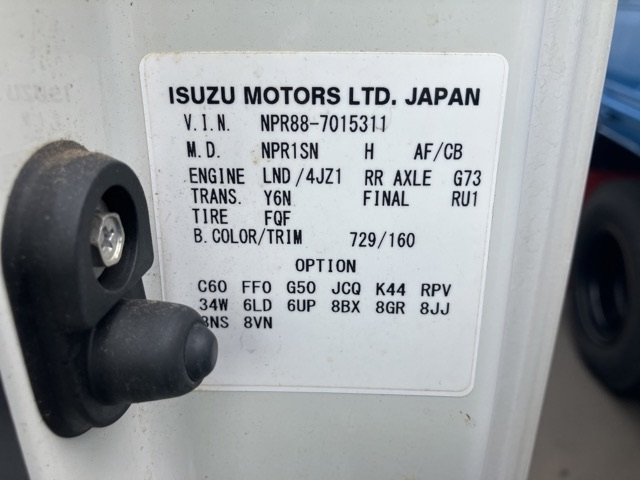 ISUZU MOTORS LTD. JAPAN
V.I.N. NPR88-7015311
M.D. NPR1SN H AF/CB
ENGINE LND/4JZ1 RR AXLE G73
TRANS. Y6N FINAL RU1
TIRE FQF
B.COLOR/TRIM 729/160
OPTION
C60 FF0 G50 JCQ K44 RPV
34W 6LD 6UP 8BX 8GR 8JJ
8VN